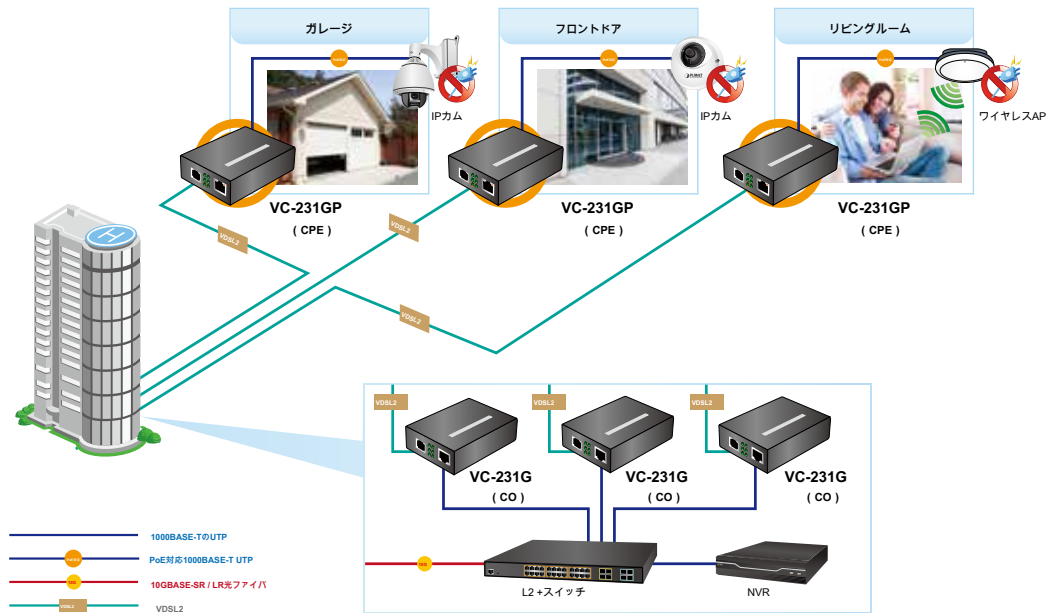 ガレージ
フロントドア
リビングルーム
IPカム
IPカム
ワイヤレスAP
PLANET
VC-231GP
( CPE )
VC-231GP
( CPE )
VC-231GP
( CPE )
VDSL2
VDSL2
VDSL2
H
VDSL2
VDSL2
VDSL2
VC-231G
( CO )
VC-231G
( CO )
VC-231G
( CO )
L2 +スイッチ
NVR
1000BASE-TのUTP
PoE対応1000BASE-T UTP
10GBASE-SR / LR光ファイバ
VDSL2
VDSL2